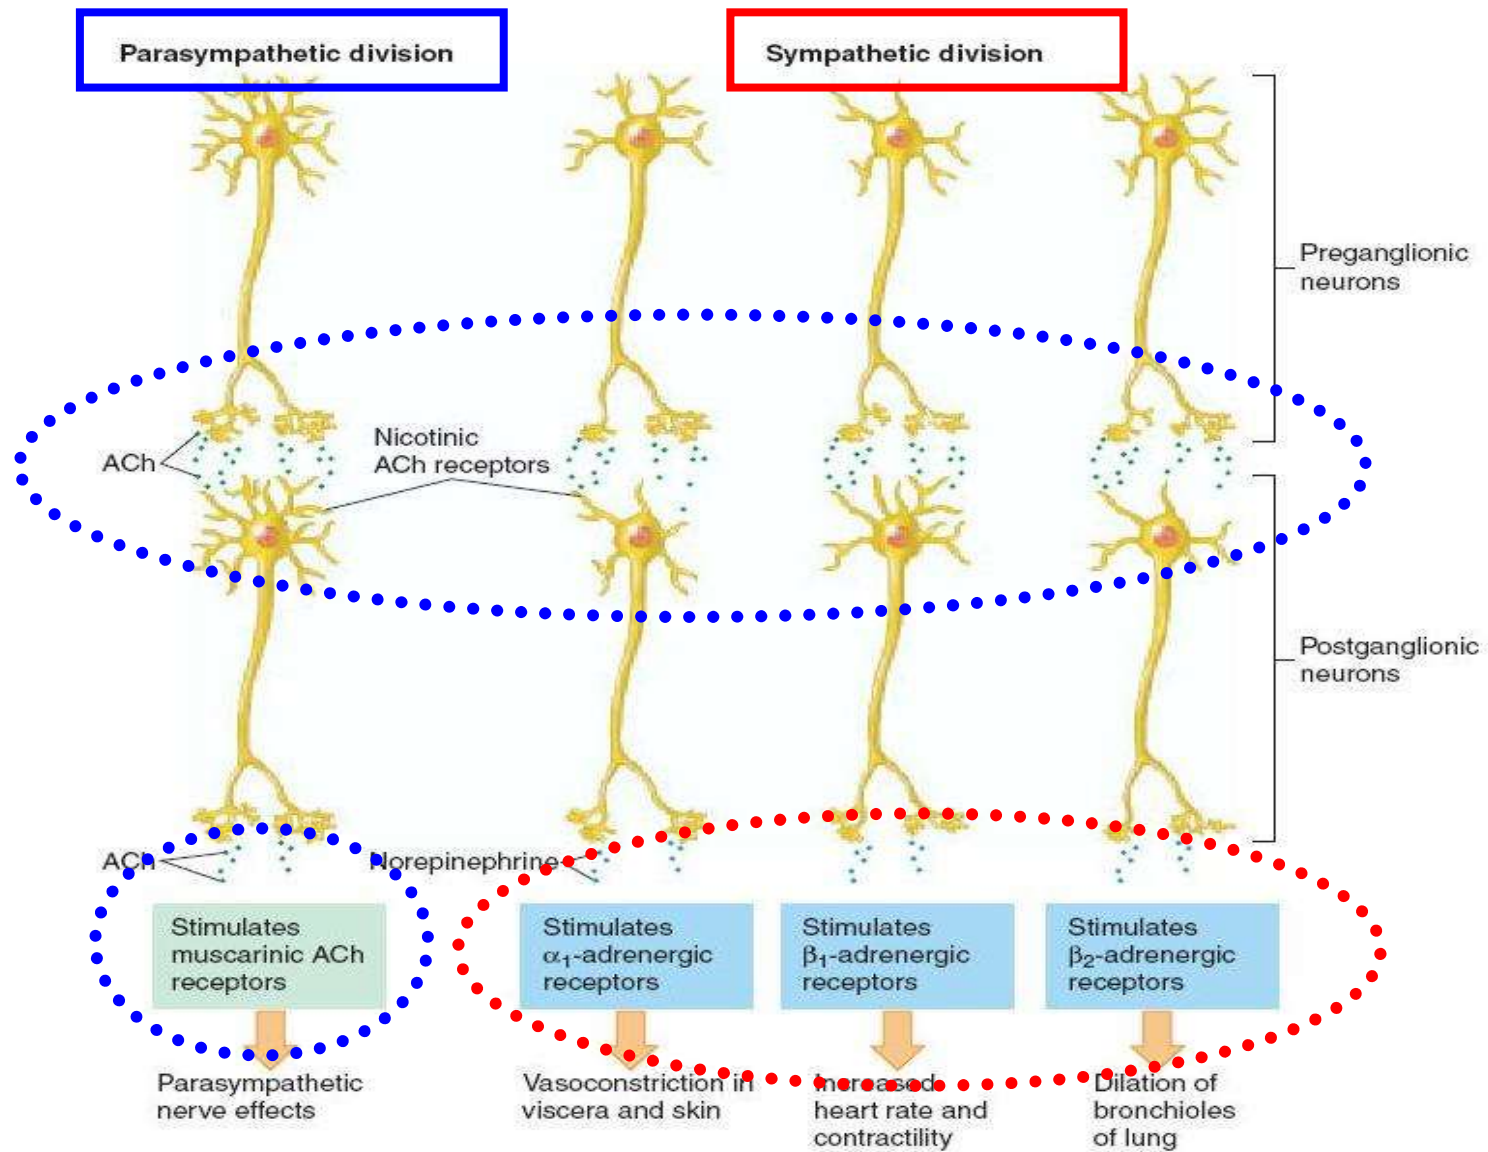 Parasympathetic division
Sympathetic division
Preganglionic
neurons
Nicotinic
ACh receptors
ACh
Postganglionic
neurons
ACh
Norepinephrine
Stimulates
muscarinic ACh
receptors
Stimulates
α1-adrenergic
receptors
Stimulates
β1-adrenergic
receptors
Stimulates
β2-adrenergic
receptors
Parasympathetic
nerve effects
Vasoconstriction in
viscera and skin
Increased
heart rate and
contractility
Dilation of
bronchioles
of lung